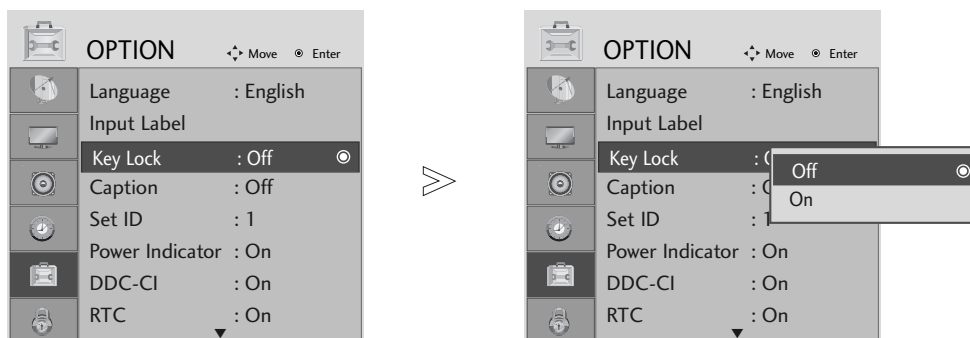 OPTION Move Enter
Language : English
Input Label
Key Lock : Off
Caption : Off
Set ID : 1
Power Indicator : On
DDC-CI : On
RTC : On
OPTION Move Enter
Language : English
Input Label
Key Lock :
Off
On
Caption :
Set ID : 1
Power Indicator : On
DDC-CI : On
RTC : On